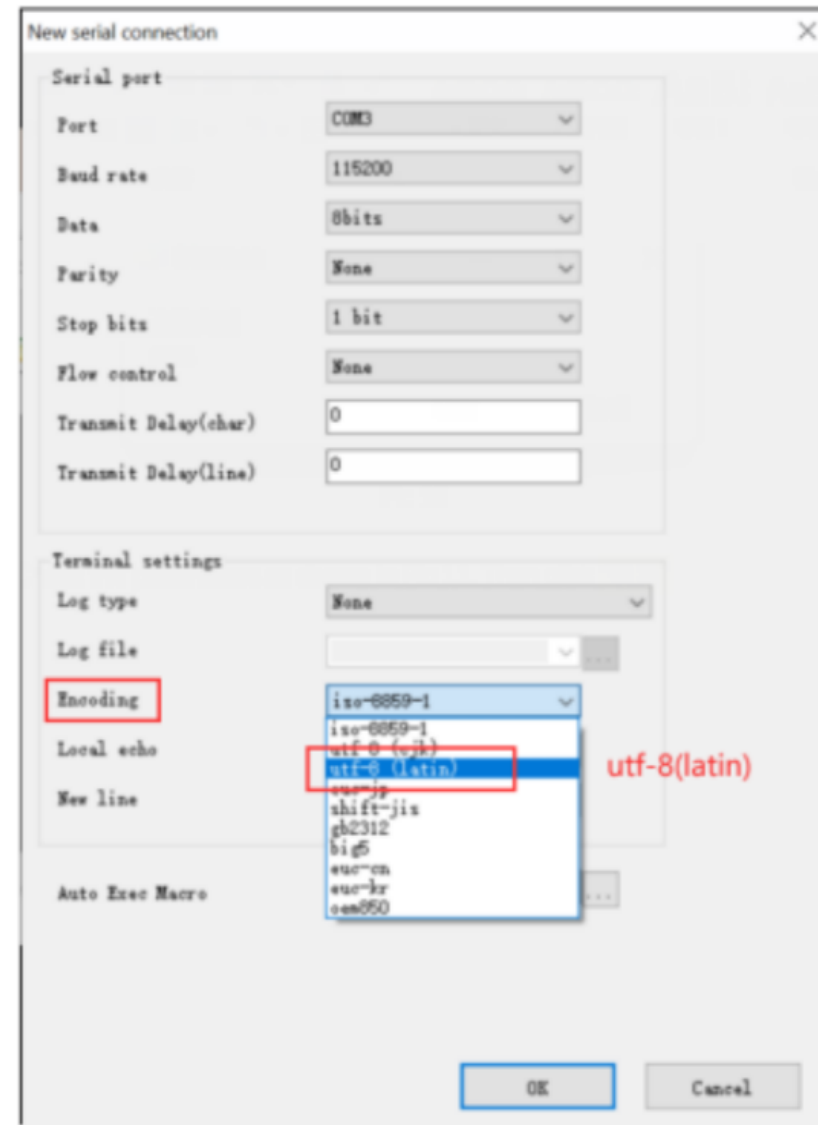 New serial connection
Serial port
Port COM3
Baud rate 115200
Data 8bits
Parity None
Stop bits 1 bit
Flow control None
Transmit Delay(char) 0
Transmit Delay(line) 0
Terminal settings
Log type None
Log file ...
Encoding iso-8859-1
iso-8859-1
utf-8 (cjk)
Local echo
utf-8 (latin) utf-8(latin)
euc-jp
New line
shift-jis
gb2312
big5
euc-cn
Auto Exec Macro ...
euc-kr
oem850
OK Cancel